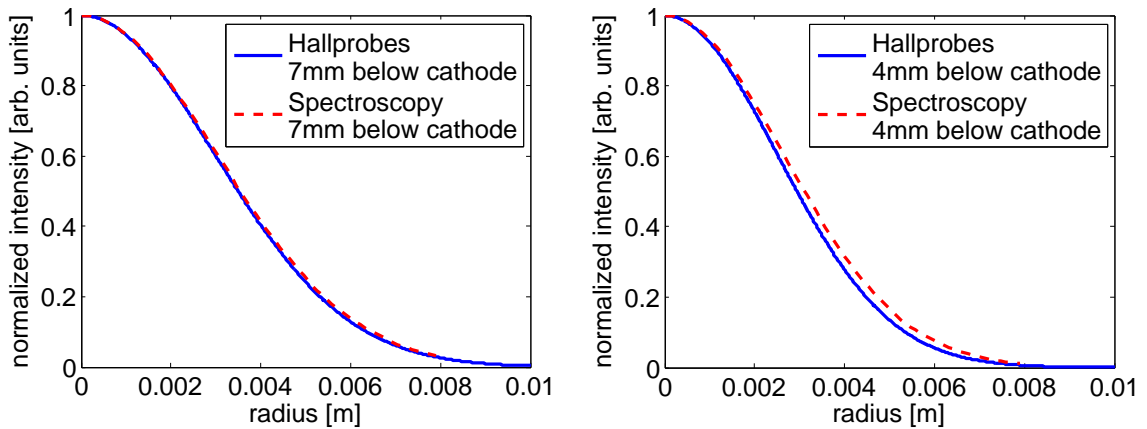 normalized intensity [arb. units]
1
0.8
0.6
0.4
0.2
0
0
0.002
0.004
0.006
0.008
0.01
radius [m]
Hallprobes
7mm below cathode
Spectroscopy
7mm below cathode
normalized intensity [arb. units]
1
0.8
0.6
0.4
0.2
0
0
0.002
0.004
0.006
0.008
0.01
radius [m]
Hallprobes
4mm below cathode
Spectroscopy
4mm below cathode